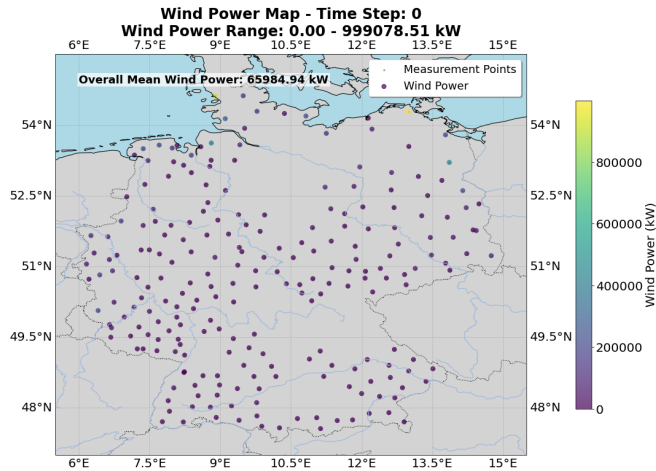 Wind Power Map - Time Step: 0
Wind Power Range: 0.00 - 999078.51 kW
6°E 7.5°E 9°E 10.5°E 12°E 13.5°E 15°E
Overall Mean Wind Power: 65984.94 kW
Measurement Points
Wind Power
54°N 54°N
52.5°N 52.5°N
51°N 51°N
49.5°N 49.5°N
48°N 48°N
6°E 7.5°E 9°E 10.5°E 12°E 13.5°E 15°E
800000
600000
400000
200000
0
Wind Power (kW)